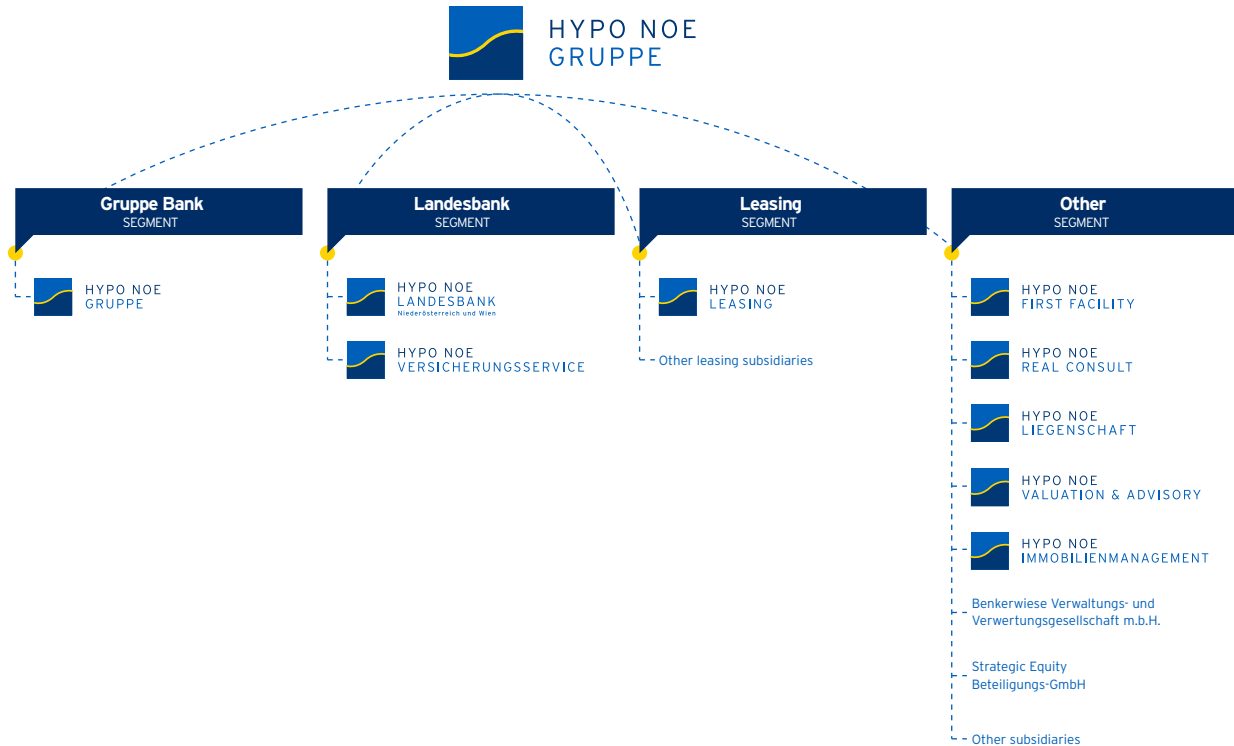 HYPO NOE
GRUPPE
Gruppe Bank
SEGMENT
HYPO NOE
GRUPPE
Landesbank
SEGMENT
HYPO NOE
LANDESBANK
Niederösterreich und Wien
HYPO NOE
VERSICHERUNGSSERVICE
Leasing
SEGMENT
HYPO NOE
LEASING
Other leasing subsidiaries
Other
SEGMENT
HYPO NOE
FIRST FACILITY
HYPO NOE
REAL CONSULT
HYPO NOE
LIEGENSCHAFT
HYPO NOE
VALUATION & ADVISORY
HYPO NOE
IMMOBILIENMANAGEMENT
Benkerwiese Verwaltungs- und
Verwertungsgesellschaft m.b.H.
Strategic Equity
Beteiligungs-GmbH
Other subsidiaries